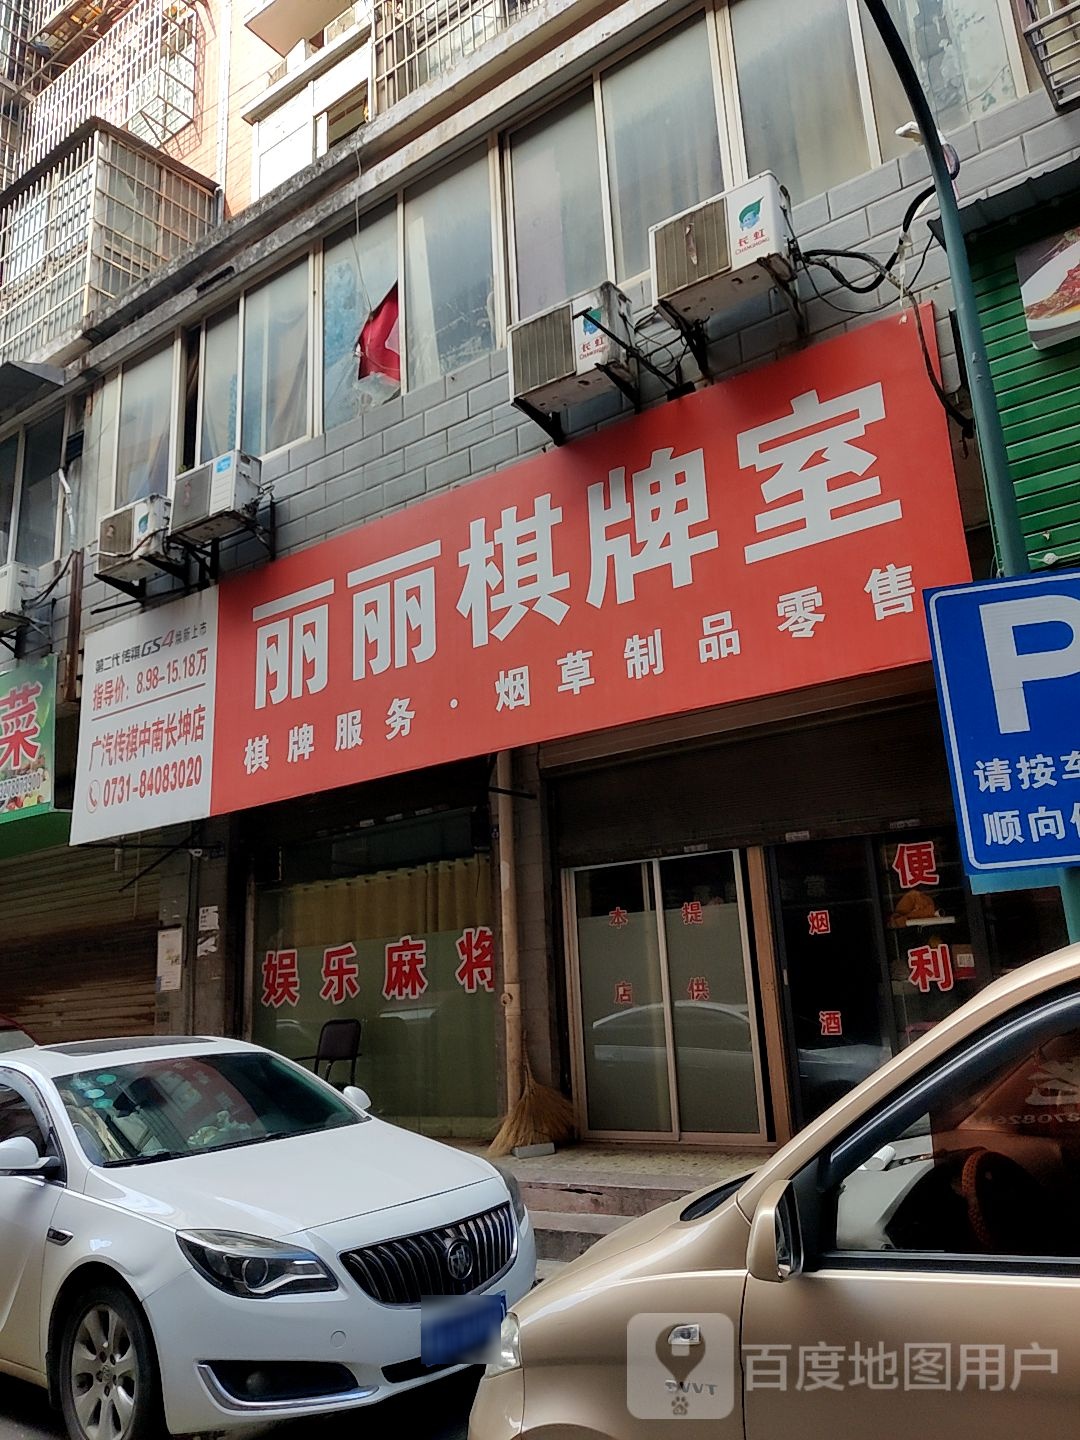 长虹
CHANGHONG
长虹
CHANGHONG
丽丽棋牌室
棋牌服务·烟草制品零售
第二代传祺GS4焕新上市
指导价：8.98-15.18万
广汽传祺中南长坤店
0731-84083020
菜
P
请按车
顺向
娱乐麻将
本店
提供
烟酒
便利
DVVT
百度地图用户